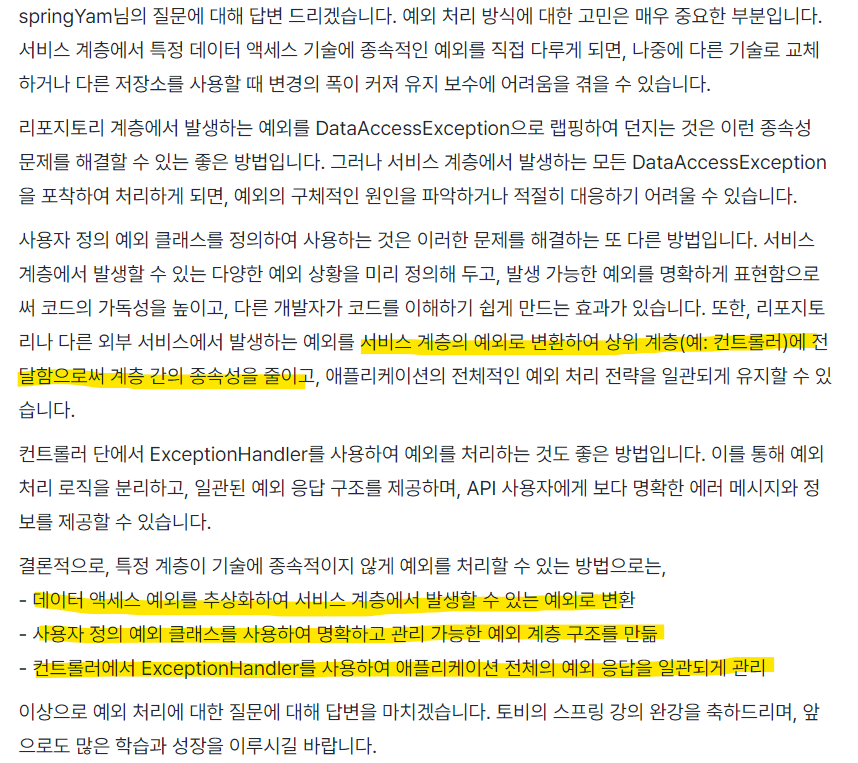 springYam님의 질문에 대해 답변 드리겠습니다. 예외 처리 방식에 대한 고민은 매우 중요한 부분입니다.
서비스 계층에서 특정 데이터 액세스 기술에 종속적인 예외를 직접 다루게 되면, 나중에 다른 기술로 교체
하거나 다른 저장소를 사용할 때 변경의 폭이 커져 유지 보수에 어려움을 겪을 수 있습니다.
리포지토리 계층에서 발생하는 예외를 DataAccessException으로 랩핑하여 던지는 것은 이런 종속성
문제를 해결할 수 있는 좋은 방법입니다. 그러나 서비스 계층에서 발생하는 모든 DataAccessException
을 포착하여 처리하게 되면, 예외의 구체적인 원인을 파악하거나 적절히 대응하기 어려울 수 있습니다.
사용자 정의 예외 클래스를 정의하여 사용하는 것은 이러한 문제를 해결하는 또 다른 방법입니다. 서비스
계층에서 발생할 수 있는 다양한 예외 상황을 미리 정의해 두고, 발생 가능한 예외를 명확하게 표현함으로
써 코드의 가독성을 높이고, 다른 개발자가 코드를 이해하기 쉽게 만드는 효과가 있습니다. 또한, 리포지토
리나 다른 외부 서비스에서 발생하는 예외를 서비스 계층의 예외로 변환하여 상위 계층(예: 컨트롤러)에 전
달함으로써 계층 간의 종속성을 줄이고, 애플리케이션의 전체적인 예외 처리 전략을 일관되게 유지할 수 있
습니다.
컨트롤러 단에서 ExceptionHandler를 사용하여 예외를 처리하는 것도 좋은 방법입니다. 이를 통해 예외
처리 로직을 분리하고, 일관된 예외 응답 구조를 제공하며, API 사용자에게 보다 명확한 에러 메시지와 정
보를 제공할 수 있습니다.
결론적으로, 특정 계층이 기술에 종속적이지 않게 예외를 처리할 수 있는 방법으로는,
- 데이터 액세스 예외를 추상화하여 서비스 계층에서 발생할 수 있는 예외로 변환
- 사용자 정의 예외 클래스를 사용하여 명확하고 관리 가능한 예외 계층 구조를 만듦
- 컨트롤러에서 ExceptionHandler를 사용하여 애플리케이션 전체의 예외 응답을 일관되게 관리
이상으로 예외 처리에 대한 질문에 대해 답변을 마치겠습니다. 토비의 스프링 강의 완강을 축하드리며, 앞
으로도 많은 학습과 성장을 이루시길 바랍니다.